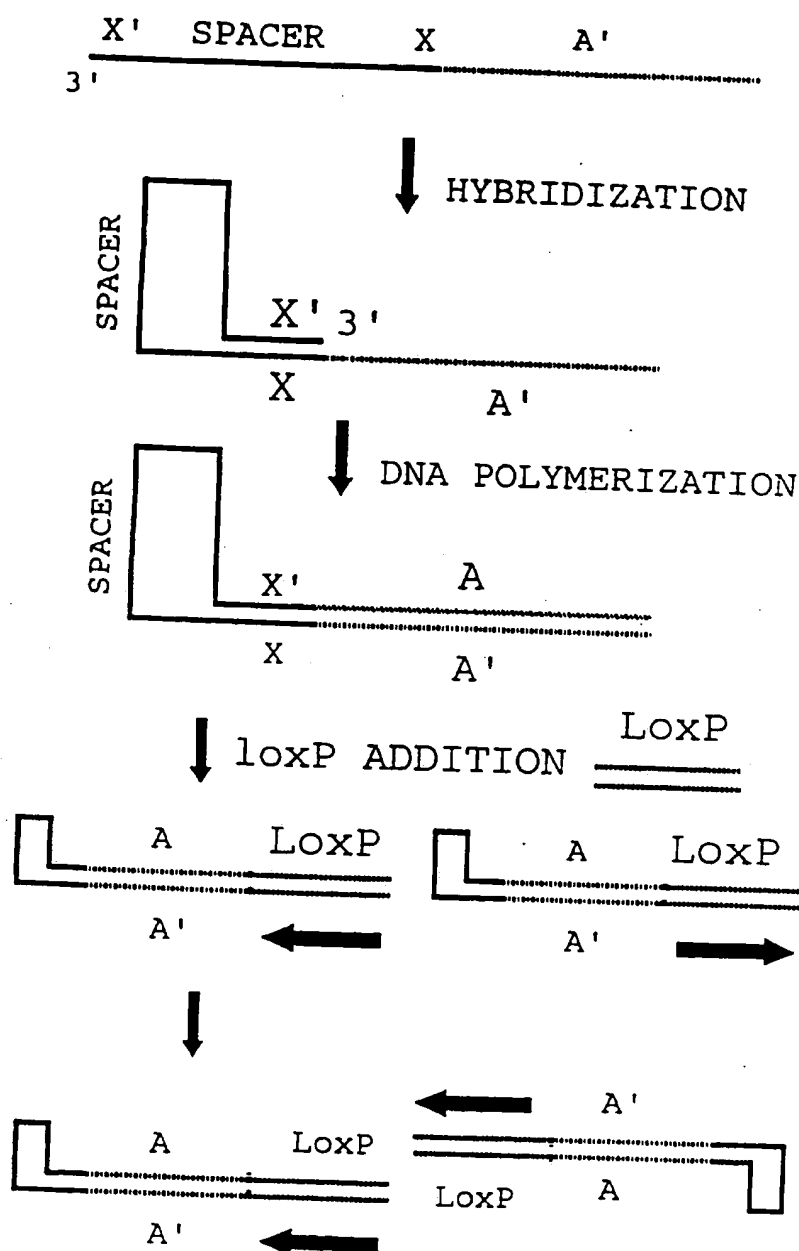 X' SPACER X A'
3'
HYBRIDIZATION
SPACER
X' 3'
X A'
DNA POLYMERIZATION
SPACER
X' A
X A'
LoxP
loxP ADDITION
A LoxP A LoxP
A' A'
A'
A LoxP
LoxP A
A'